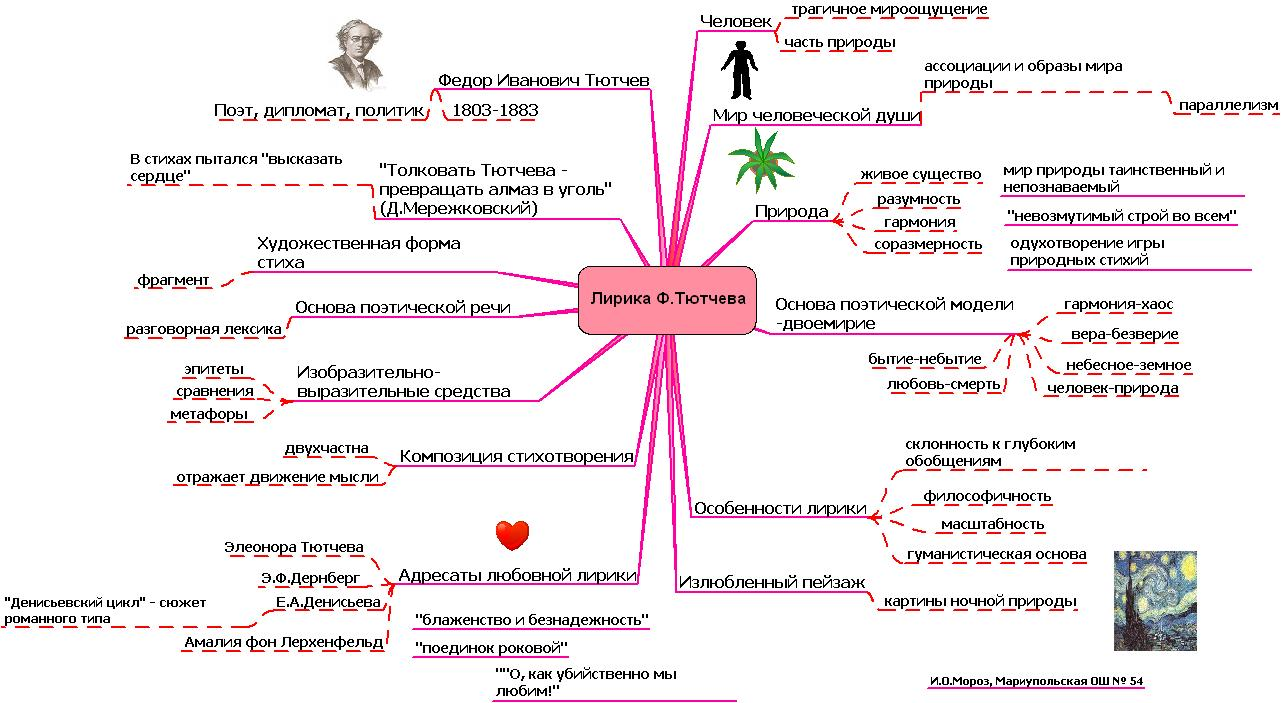 Человек
трагичное мироощущение
часть природы
Федор Иванович Тютчев
Поэт, дипломат, политик
1803-1883
Мир человеческой души
ассоциации и образы мира
природы
параллелизм
В стихах пытался "высказать
сердце"
"Толковать Тютчева -
превращать алмаз в уголь"
(Д.Мережковский)
Природа
живое существо
разумность
гармония
соразмерность
мир природы таинственный и
непознаваемый
"невозмутимый строй во всем"
одухотворение игры
природных стихий
Художественная форма
стиха
фрагмент
Лирика Ф.Тютчева
Основа поэтической речи
разговорная лексика
Основа поэтической модели
-двоемирие
гармония-хаос
вера-безверие
небесное-земное
человек-природа
бытие-небытие
любовь-смерть
Изобразительно-
выразительные средства
эпитеты
сравнения
метафоры
Композиция стихотворения
двухчастна
отражает движение мысли
Особенности лирики
склонность к глубоким
обобщениям
философичность
масштабность
гуманистическая основа
Адресаты любовной лирики
Элеонора Тютчева
Э.Ф.Дернберг
Е.А.Денисьева
"Денисьевский цикл" - сюжет
романного типа
Амалия фон Лерхенфельд
Излюбленный пейзаж
картины ночной природы
"блаженство и безнадежность"
"поединок роковой"
""О, как убийственно мы
любим!"
И.О.Мороз, Мариупольская ОШ № 54